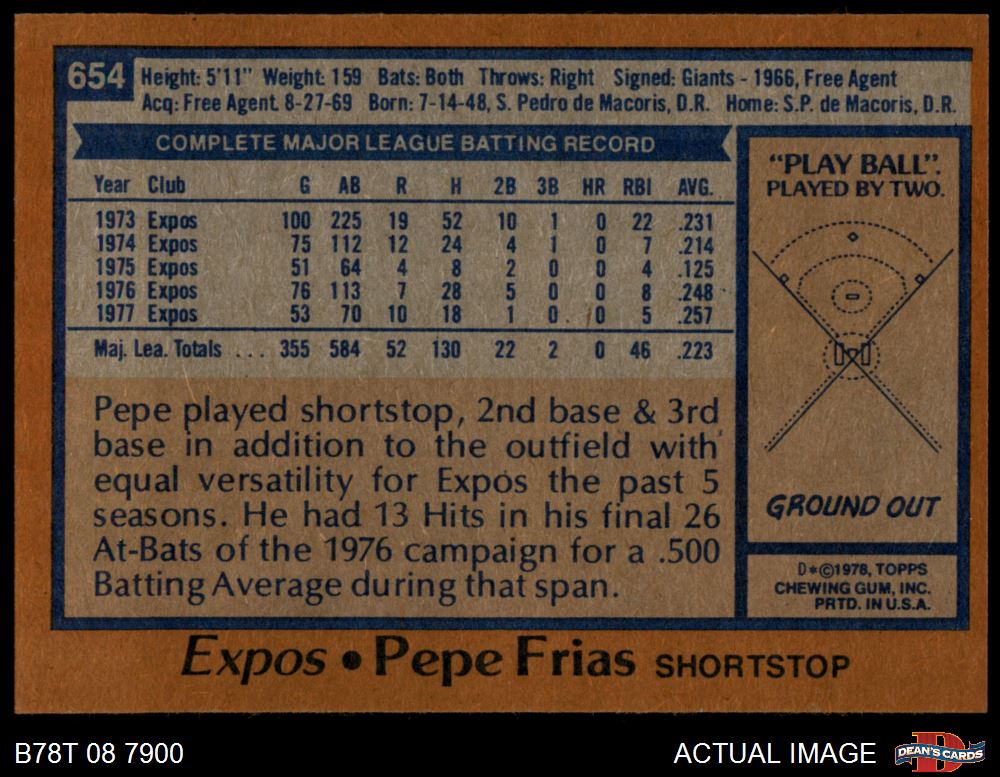 654
Height: 5'11" Weight: 159 Bats: Both Throws: Right Signed: Giants - 1966, Free Agent
Acq: Free Agent 8-27-69 Born: 7-14-48, S. Pedro de Macoris, D.R. Home: S.P. de Macoris, D.R.
COMPLETE MAJOR LEAGUE BATTING RECORD
Year Club G AB R H 2B 3B HR RBI AVG.
1973 Expos 100 225 19 52 10 1 0 22 .231
1974 Expos 75 112 12 24 4 1 0 7 .214
1975 Expos 51 64 4 8 2 0 0 4 .125
1976 Expos 76 113 7 28 5 0 0 8 .248
1977 Expos 53 70 10 18 1 0 0 5 .257
Maj. Lea. Totals ... 355 584 52 130 22 2 0 46 .223
Pepe played shortstop, 2nd base & 3rd
base in addition to the outfield with
equal versatility for Expos the past 5
seasons. He had 13 Hits in his final 26
At-Bats of the 1976 campaign for a .500
Batting Average during that span.
"PLAY BALL".
PLAYED BY TWO.
GROUND OUT
D*©1978, TOPPS
CHEWING GUM, INC.
PRTD. IN U.S.A.
Expos • Pepe Frias SHORTSTOP
B78T 08 7900
ACTUAL IMAGE
D
DEAN'S CARDS